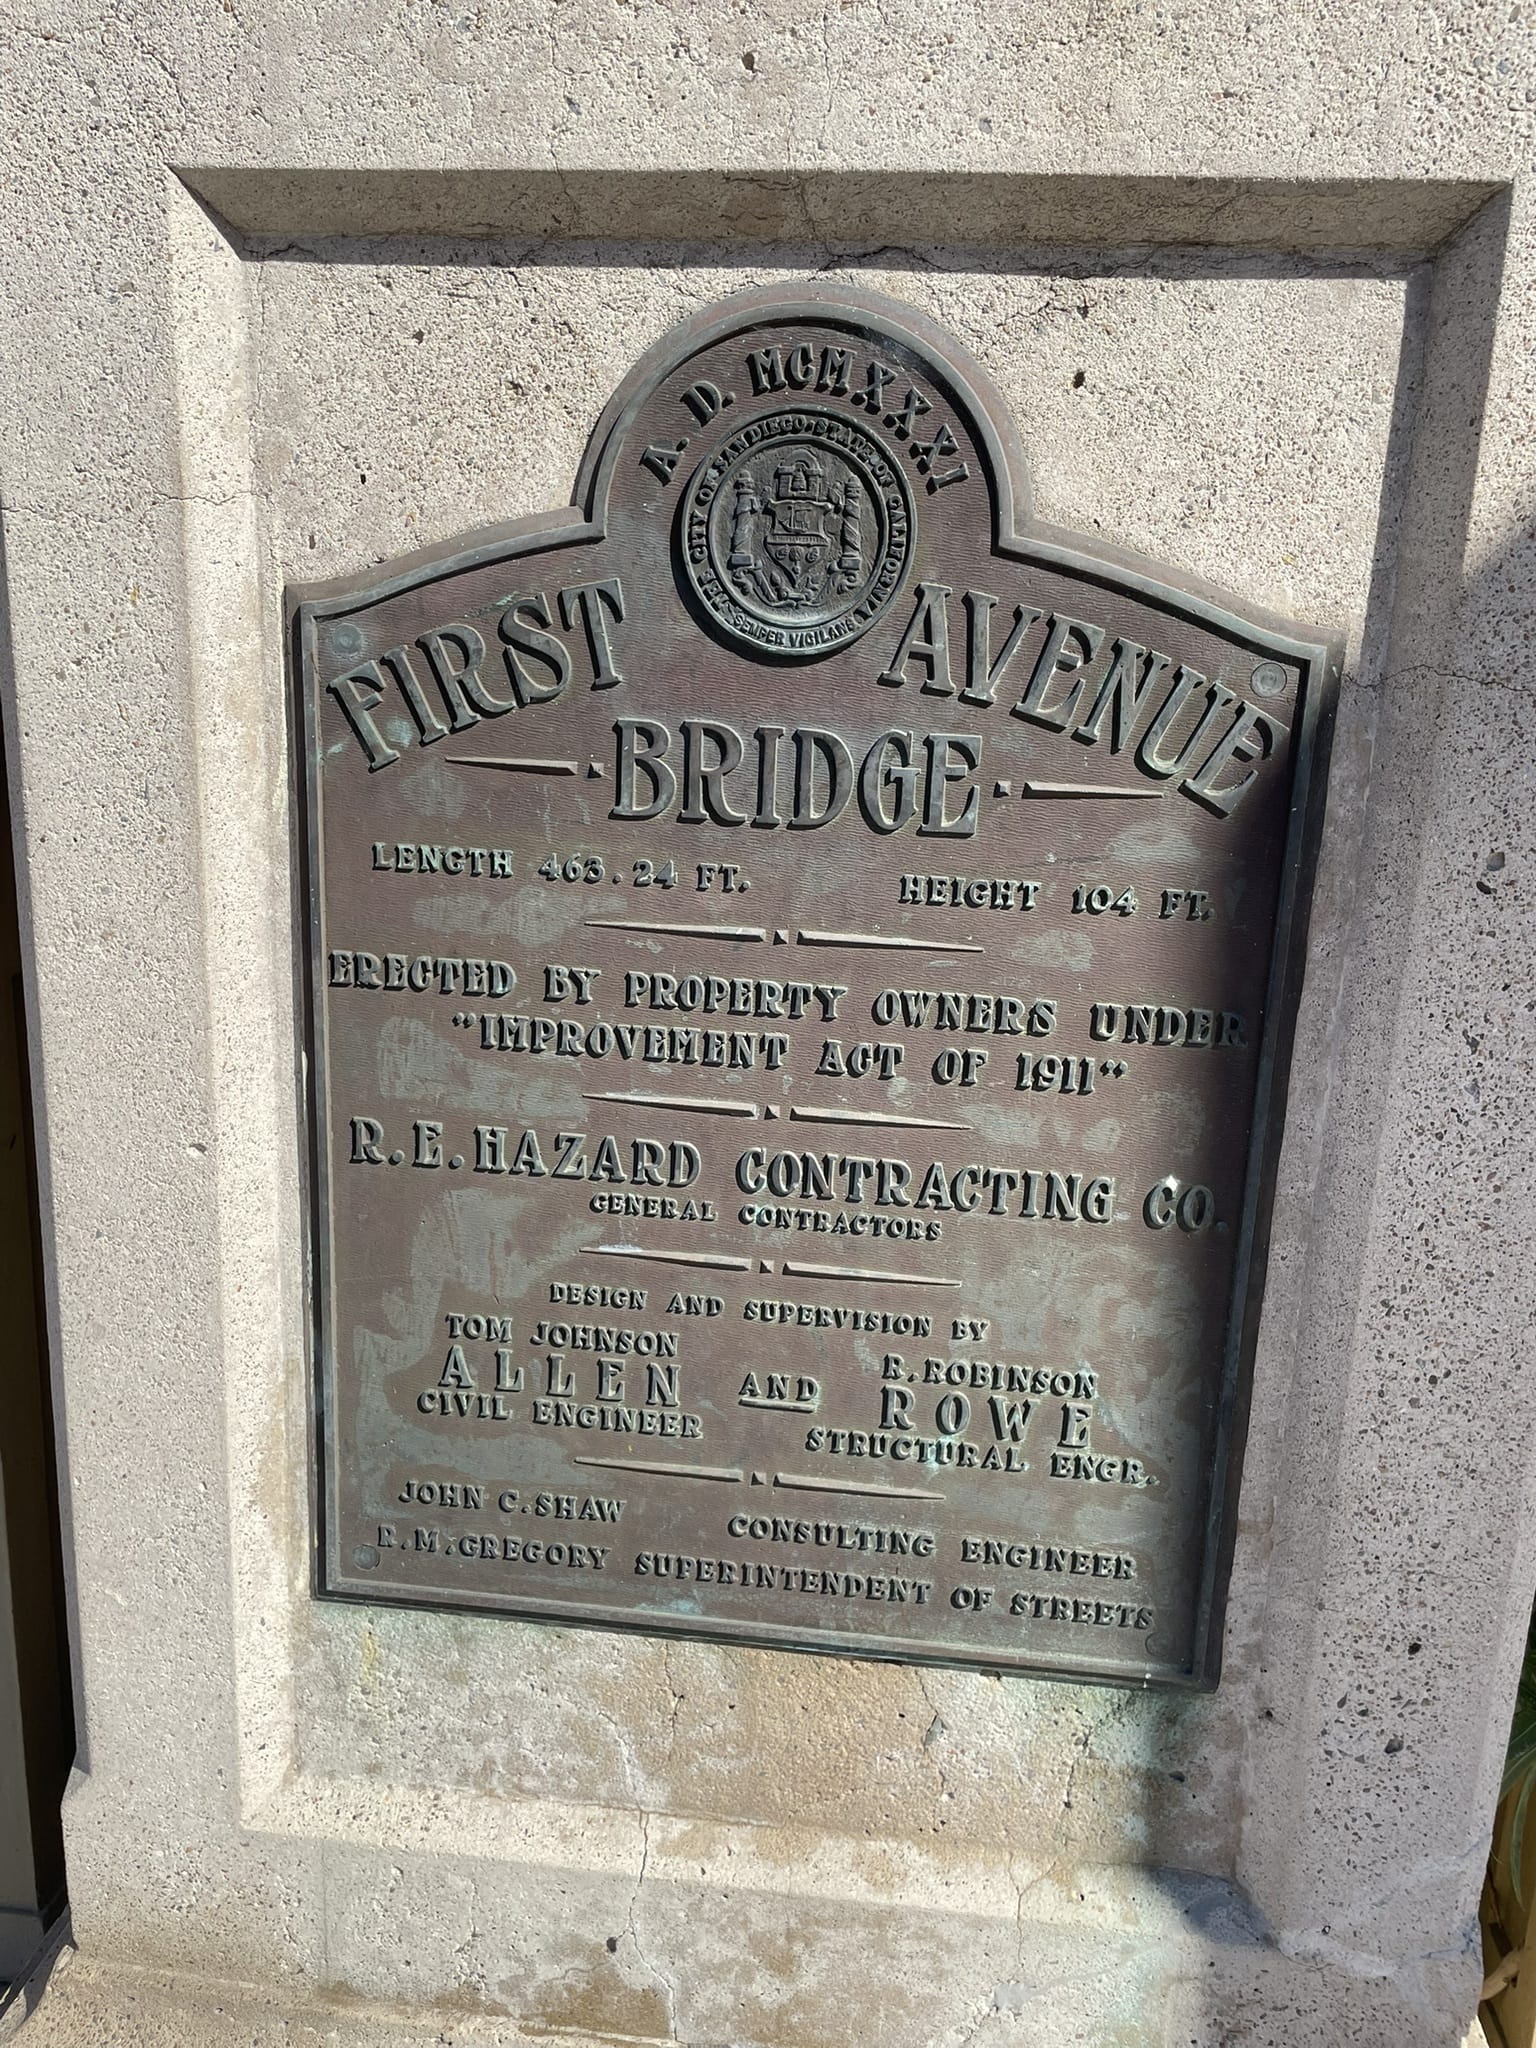 A. D. MCMXXXI
THE CITY OF SAN DIEGO · STATE OF CALIFORNIA
SEMPER VIGILANS
FIRST AVENUE
· BRIDGE ·
LENGTH 463.24 FT. HEIGHT 104 FT.
ERECTED BY PROPERTY OWNERS UNDER
"IMPROVEMENT ACT OF 1911"
R.E. HAZARD CONTRACTING CO.
GENERAL CONTRACTORS
DESIGN AND SUPERVISION BY
TOM JOHNSON
ALLEN
CIVIL ENGINEER
AND
R. ROBINSON
ROWE
STRUCTURAL ENGR.
JOHN C. SHAW CONSULTING ENGINEER
R.M. GREGORY SUPERINTENDENT OF STREETS